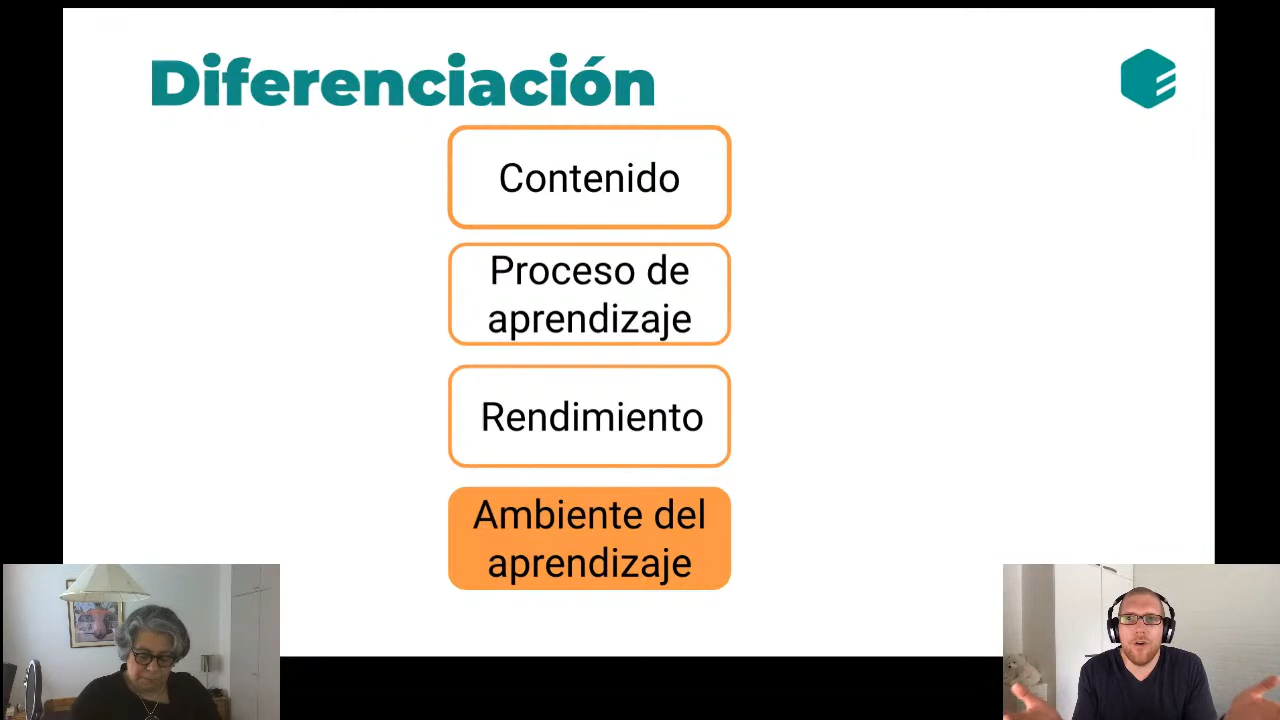 Diferenciación
Contenido
Proceso de
aprendizaje
Rendimiento
Ambiente del
aprendizaje